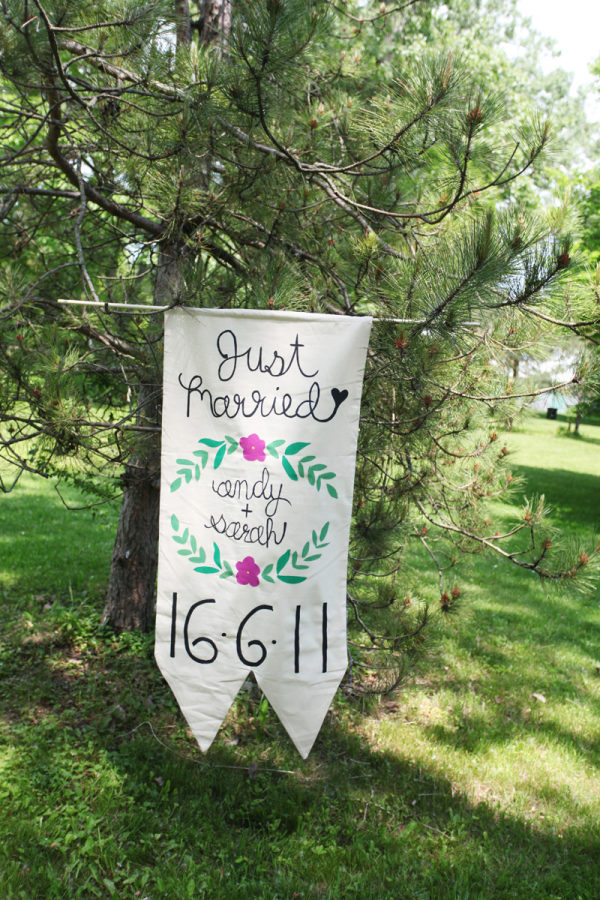 Just
Married
andy
+
sarah
16·6·11